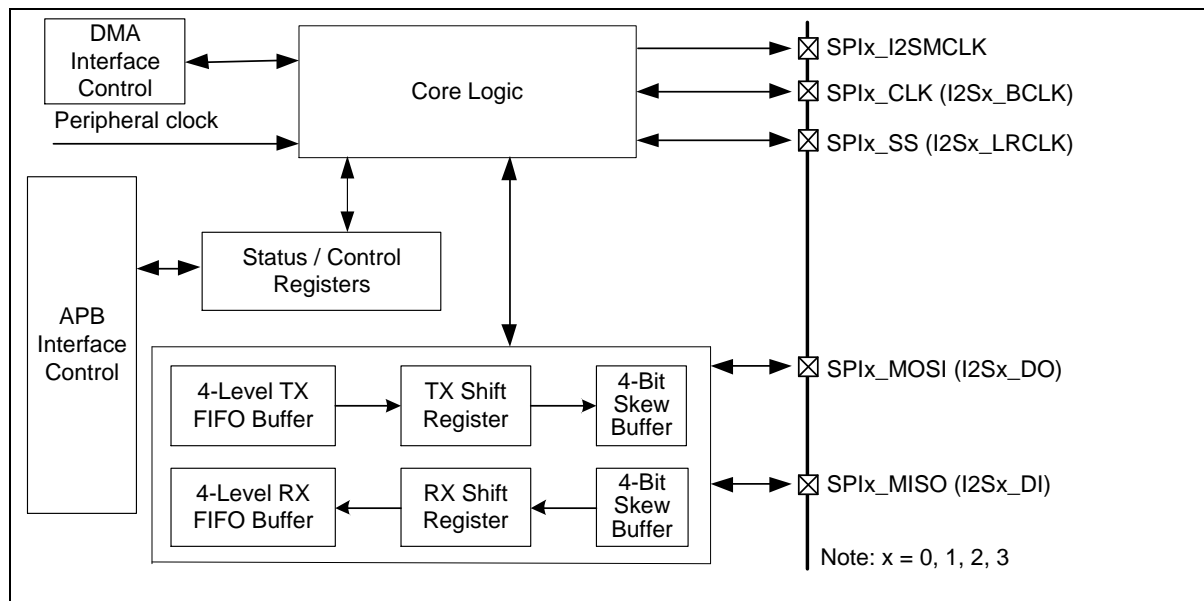 DMA
Interface
Control
Peripheral clock
Core Logic
SPIx_I2SMCLK
SPIx_CLK (I2Sx_BCLK)
SPIx_SS (I2Sx_LRCLK)
Status / Control
Registers
APB
Interface
Control
4-Level TX
FIFO Buffer
TX Shift
Register
4-Bit
Skew
Buffer
SPIx_MOSI (I2Sx_DO)
4-Level RX
FIFO Buffer
RX Shift
Register
4-Bit
Skew
Buffer
SPIx_MISO (I2Sx_DI)
Note: x = 0, 1, 2, 3